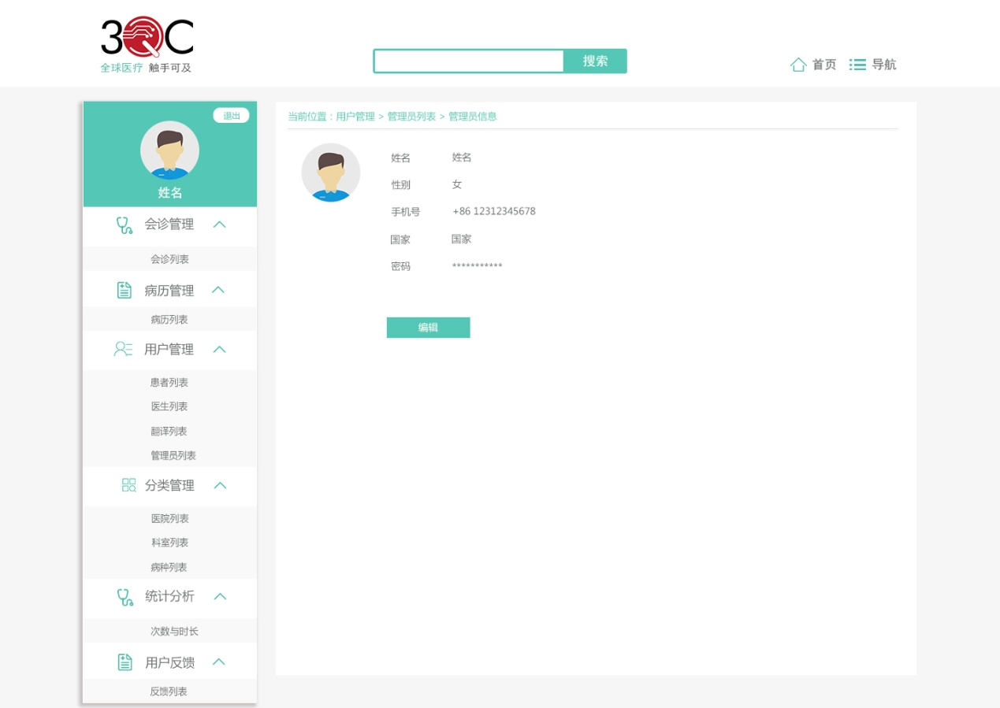 3QC
全球医疗 触手可及
搜索
首页
导航
退出
姓名
会诊管理
会诊列表
病历管理
病历列表
用户管理
患者列表
医生列表
翻译列表
管理员列表
分类管理
医院列表
科室列表
病种列表
统计分析
次数与时长
用户反馈
反馈列表
当前位置：用户管理 > 管理员列表 > 管理员信息
姓名 姓名
性别 女
手机号 +86 12312345678
国家 国家
密码 ***********
编辑